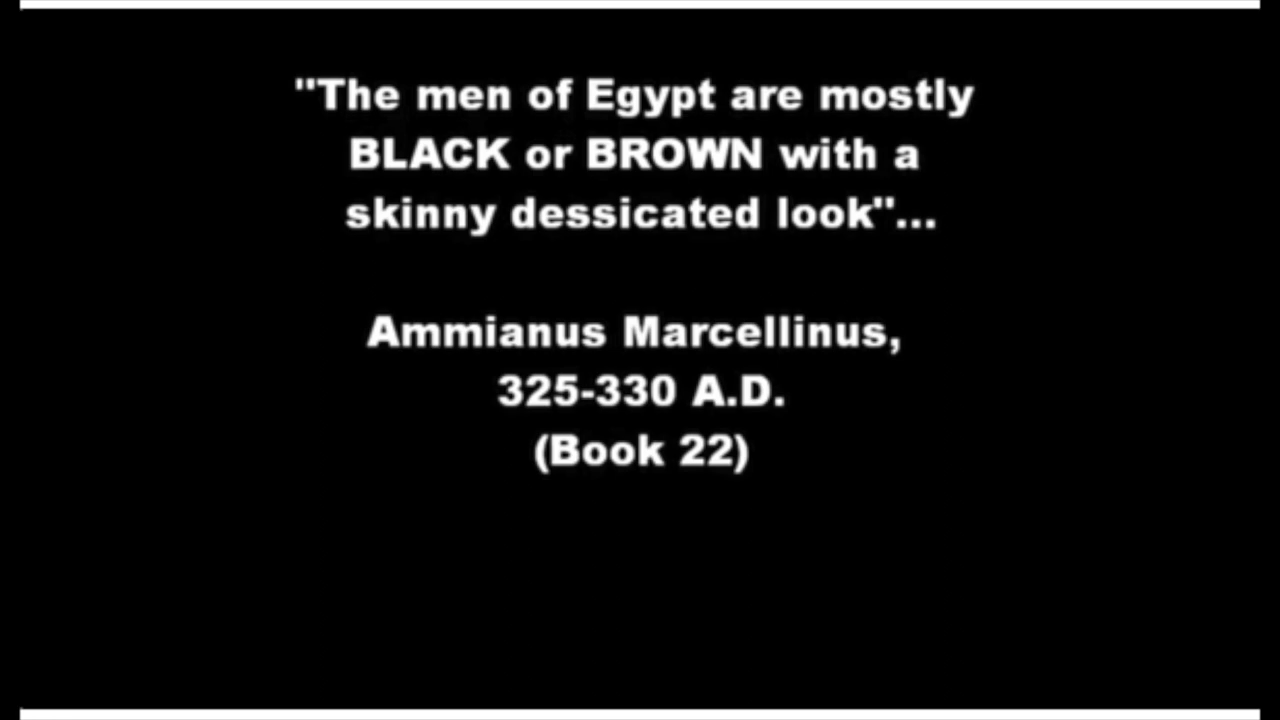 "The men of Egypt are mostly
BLACK or BROWN with a
skinny dessicated look"...
Ammianus Marcellinus,
325-330 A.D.
(Book 22)